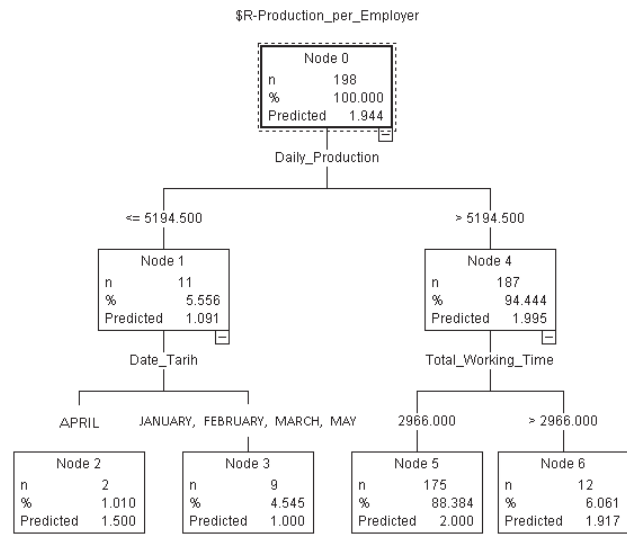 $R-Production_per_Employer
Node 0
n 198
% 100.000
Predicted 1.944
Daily_Production
<= 5194.500
> 5194.500
Node 1
n 11
% 5.556
Predicted 1.091
Node 4
n 187
% 94.444
Predicted 1.995
Date_Tarih
Total_Working_Time
APRIL
JANUARY, FEBRUARY, MARCH, MAY
2966.000
> 2966.000
Node 2
n 2
% 1.010
Predicted 1.500
Node 3
n 9
% 4.545
Predicted 1.000
Node 5
n 175
% 88.384
Predicted 2.000
Node 6
n 12
% 6.061
Predicted 1.917